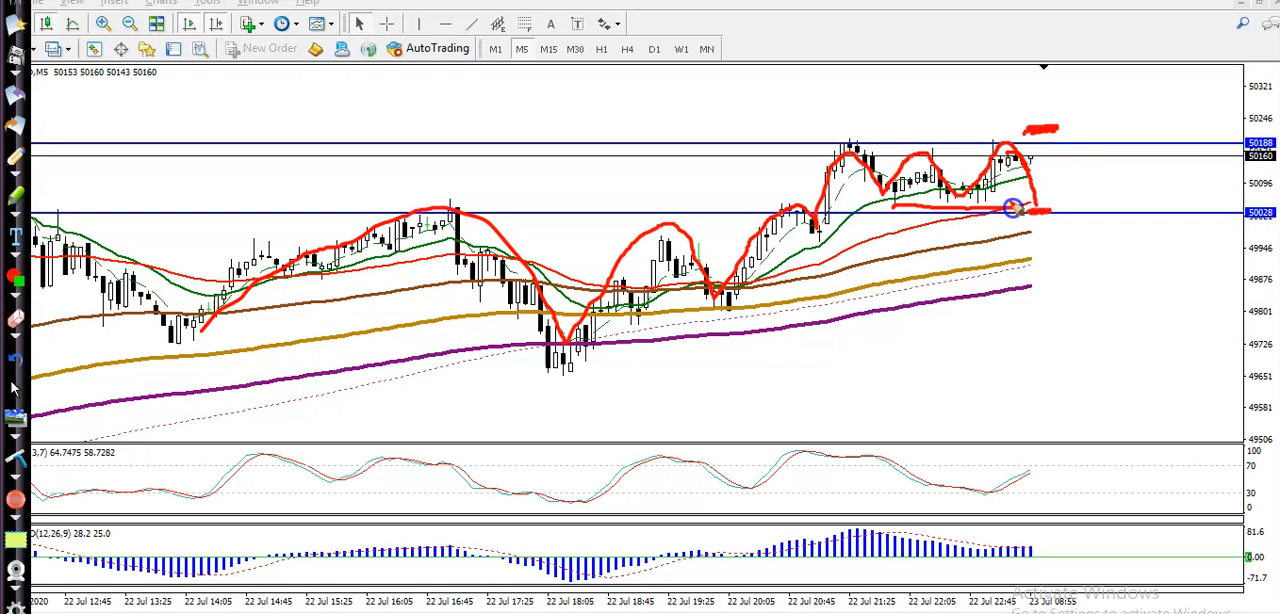 File View Insert Charts Tools Window Help
New Order AutoTrading M1 M5 M15 M30 H1 H4 D1 W1 MN
,M5 50153 50160 50143 50160
50321
50246
50188
50160
50096
50028
49946
49876
49801
49726
49651
49581
49506
3,7) 64.7475 58.7282
100
70
30
0
(12,26,9) 28.2 25.0
81.6
0.00
-71.7
2020 22 Jul 12:45 22 Jul 13:25 22 Jul 14:05 22 Jul 14:45 22 Jul 15:25 22 Jul 16:05 22 Jul 16:45 22 Jul 17:25 22 Jul 18:05 22 Jul 18:45 22 Jul 19:25 22 Jul 20:05 22 Jul 20:45 22 Jul 21:25 22 Jul 22:05 22 Jul 22:45 23 Jul 08:55
Activate Windows
Go to Settings to activate Windows